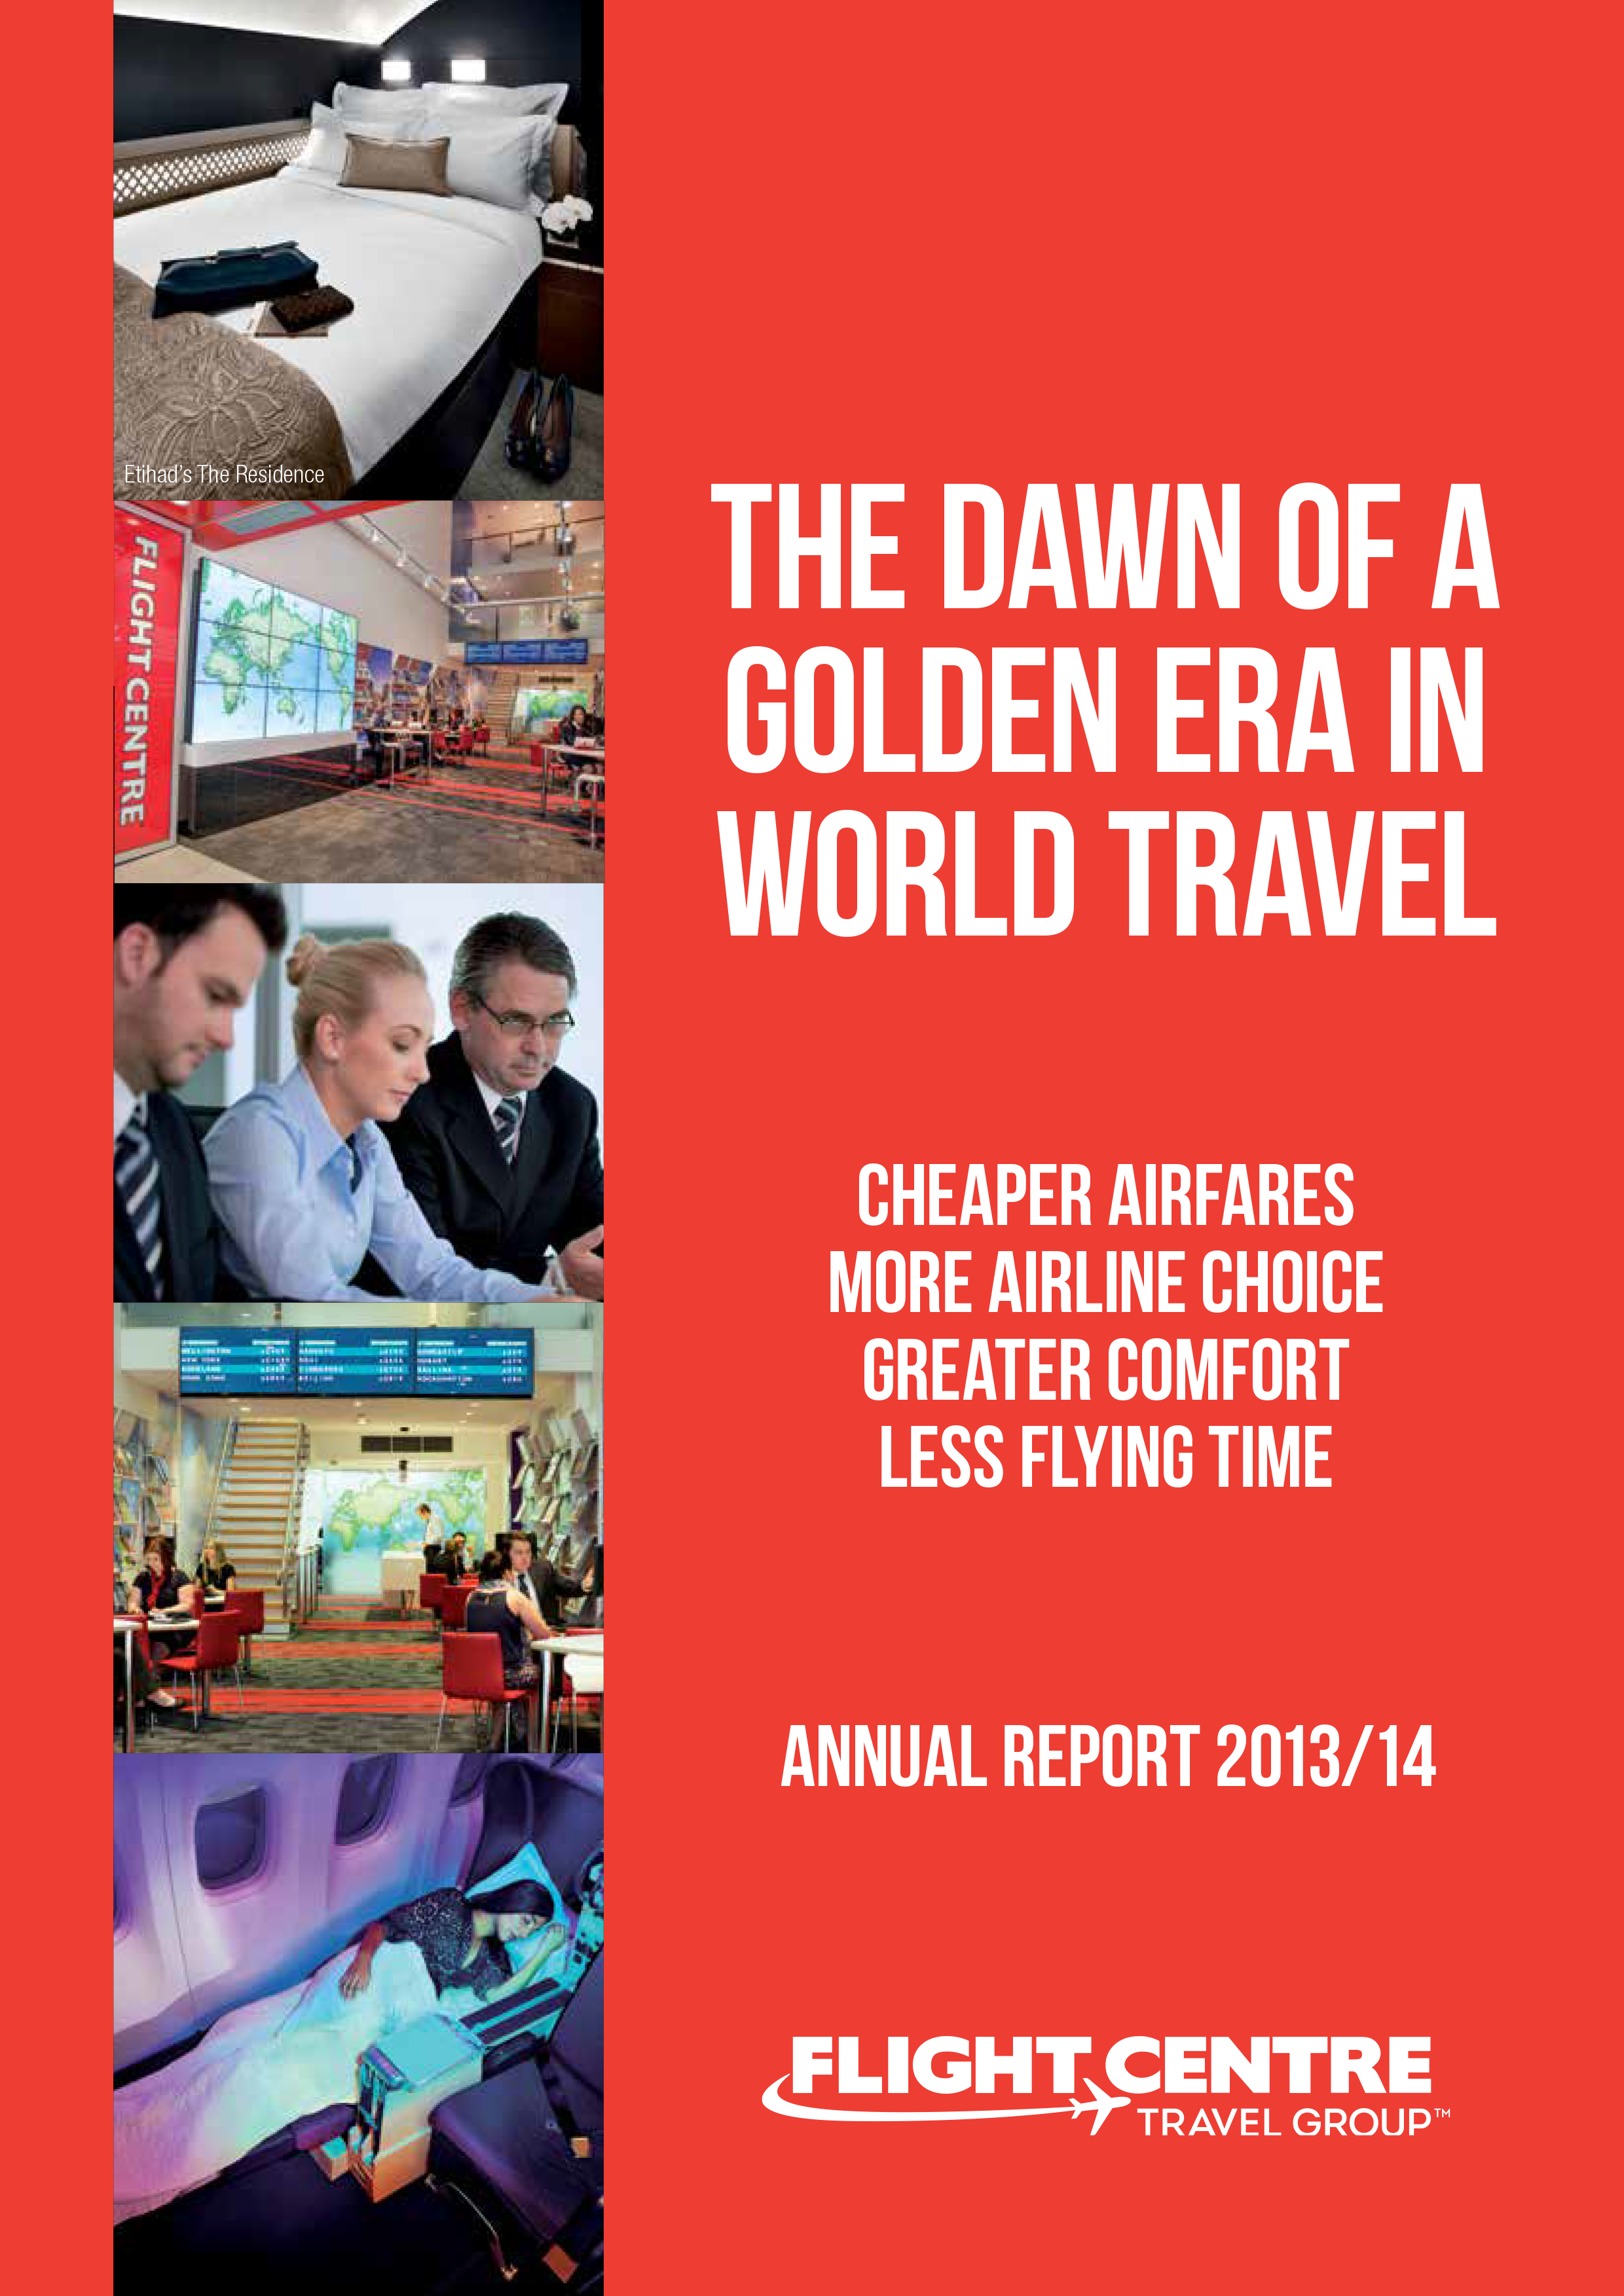 Etihad's The Residence
FLIGHT CENTRE
THE DAWN OF A
GOLDEN ERA IN
WORLD TRAVEL
CHEAPER AIRFARES
MORE AIRLINE CHOICE
GREATER COMFORT
LESS FLYING TIME
ANNUAL REPORT 2013/14
FLIGHT CENTRE
TRAVEL GROUP™